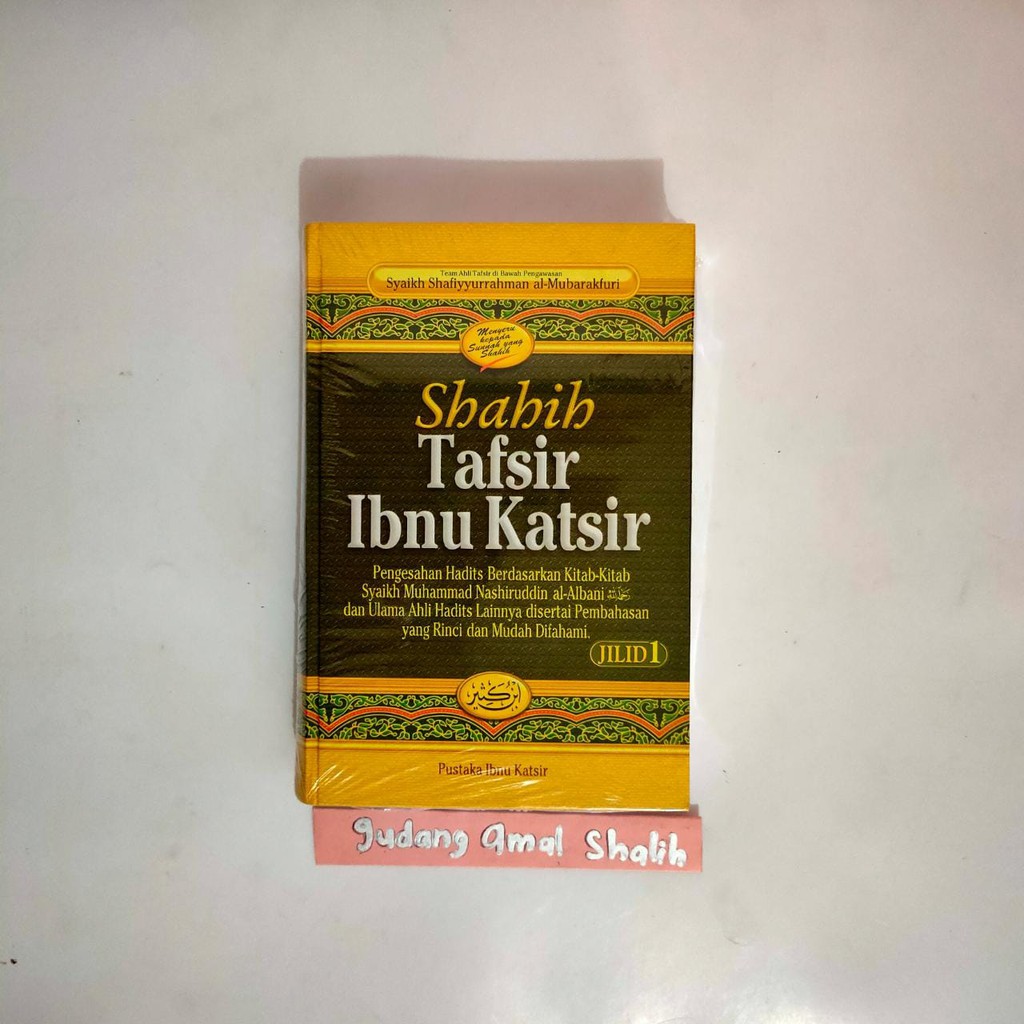 Team Ahli Tafsir di Bawah Pengawasan
Syaikh Shafiyyurrahman al-Mubarakfuri
Menyeru
kepada
Sunnah yang
Shahih
Shahih
Tafsir
Ibnu Katsir
Pengesahan Hadits Berdasarkan Kitab-Kitab
Syaikh Muhammad Nashiruddin al-Albani
dan Ulama Ahli Hadits Lainnya disertai Pembahasan
yang Rinci dan Mudah Difahami.
JILID 1
ابن كثير
Pustaka Ibnu Katsir
gudang amal Shalih